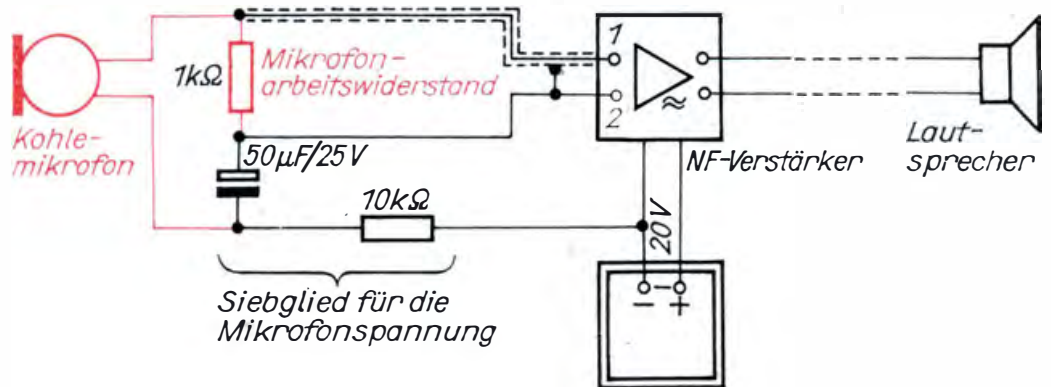 1kΩ
Mikrofon-
arbeitswiderstand
Kohle-
mikrofon
50μF/25V
10kΩ
Siebglied für die
Mikrofonspannung
1
2
≈
NF-Verstärker
20V
− − +
Laut-
sprecher